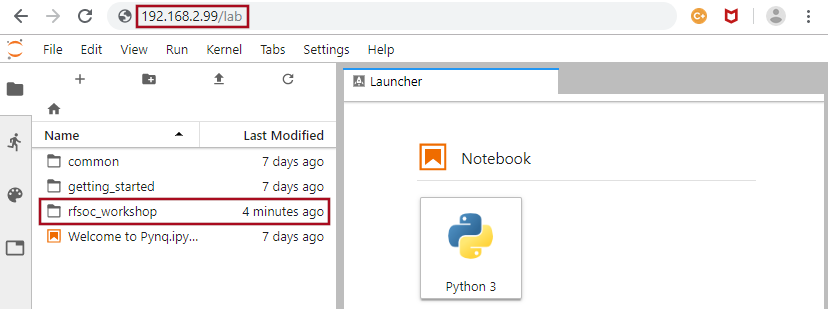 192.168.2.99/lab
File Edit View Run Kernel Tabs Settings Help
Launcher
Name Last Modified
common 7 days ago
getting_started 7 days ago
rfsoc_workshop 4 minutes ago
Welcome to Pynq.ipy... 7 days ago
Notebook
Python 3